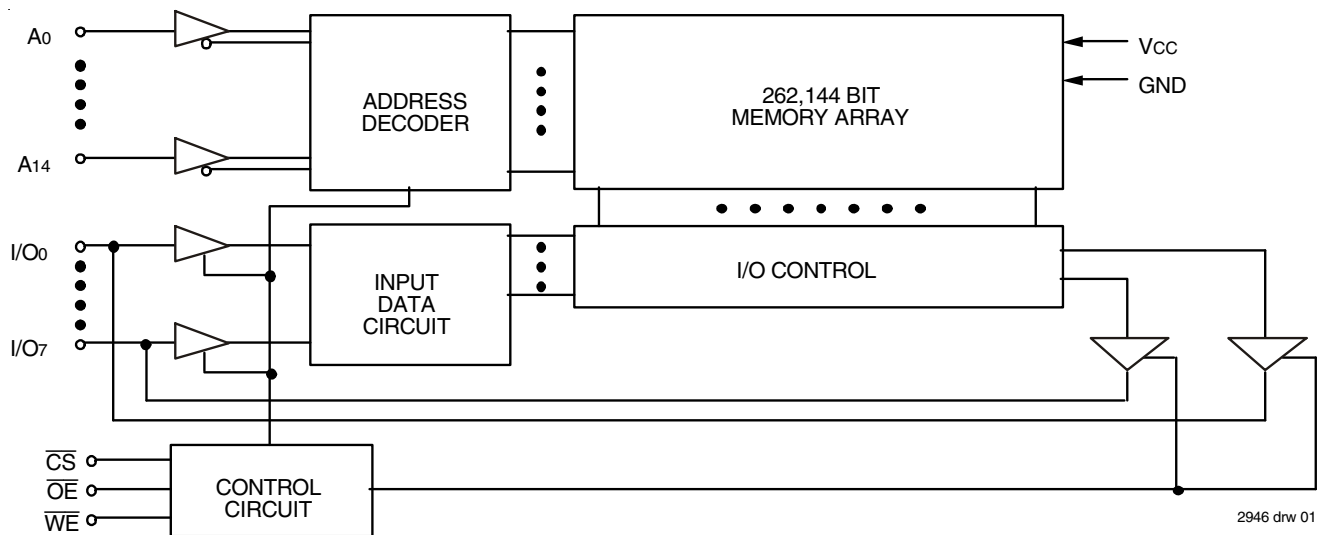 A0
A14
ADDRESS
DECODER
262,144 BIT
MEMORY ARRAY
VCC
GND
I/O0
I/O7
INPUT
DATA
CIRCUIT
I/O CONTROL
CS
OE
WE
CONTROL
CIRCUIT
2946 drw 01